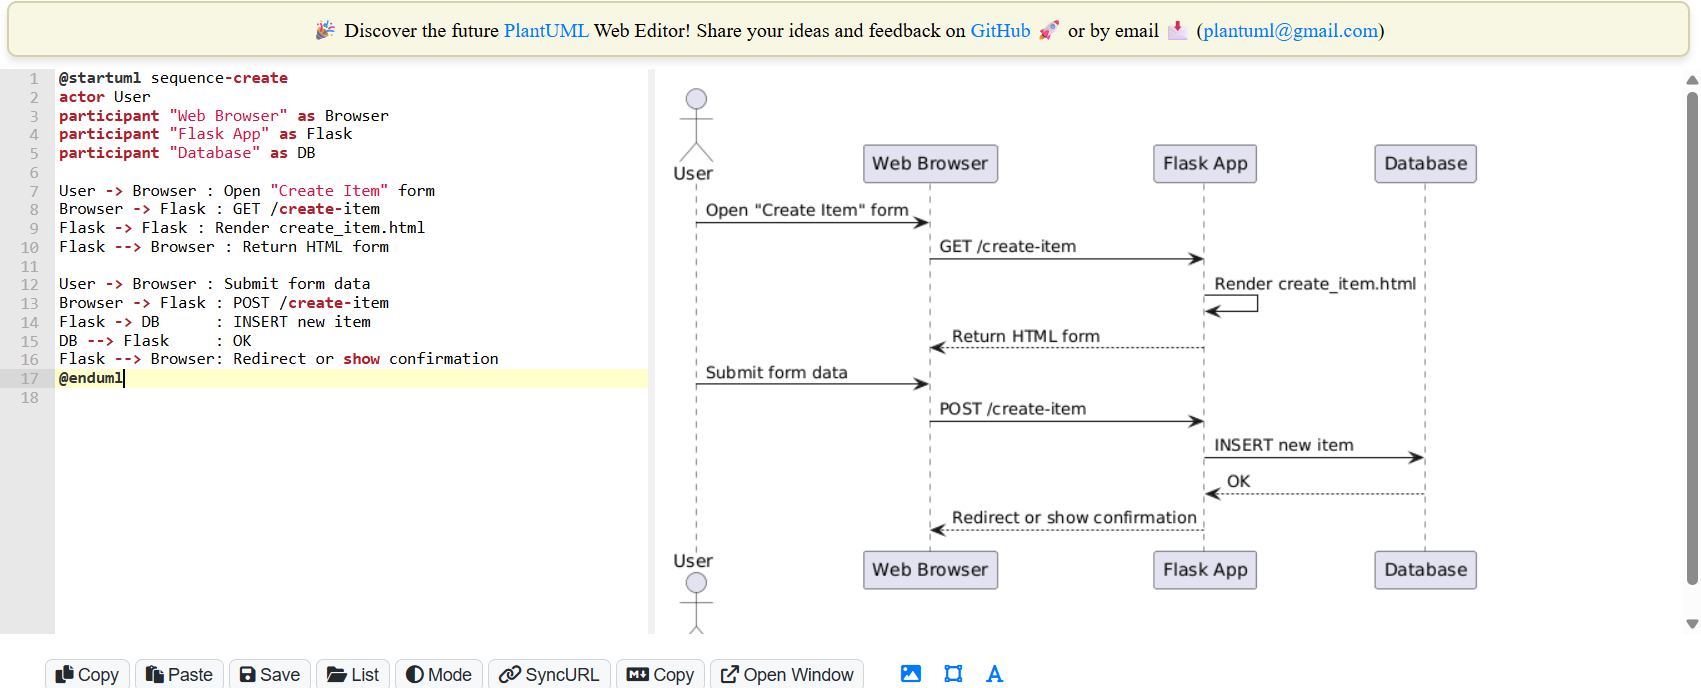 🎉 Discover the future PlantUML Web Editor! Share your ideas and feedback on GitHub 🚀 or by email 📩 (plantuml@gmail.com)
1 @startuml sequence-create
2 actor User
3 participant "Web Browser" as Browser
4 participant "Flask App" as Flask
5 participant "Database" as DB
6
7 User -> Browser : Open "Create Item" form
8 Browser -> Flask : GET /create-item
9 Flask -> Flask : Render create_item.html
10 Flask --> Browser : Return HTML form
11
12 User -> Browser : Submit form data
13 Browser -> Flask : POST /create-item
14 Flask -> DB      : INSERT new item
15 DB --> Flask     : OK
16 Flask --> Browser: Redirect or show confirmation
17 @enduml
18
User
Web Browser
Flask App
Database
Open "Create Item" form
GET /create-item
Render create_item.html
Return HTML form
Submit form data
POST /create-item
INSERT new item
OK
Redirect or show confirmation
User
Web Browser
Flask App
Database
Copy Paste Save List Mode SyncURL Copy Open Window A